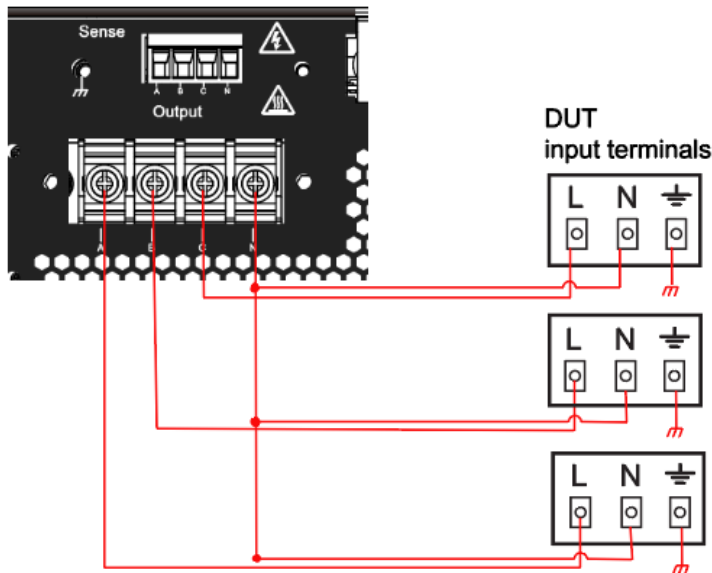 Sense
A B C N
Output
A B C N
DUT
input terminals
L N
L N
L N